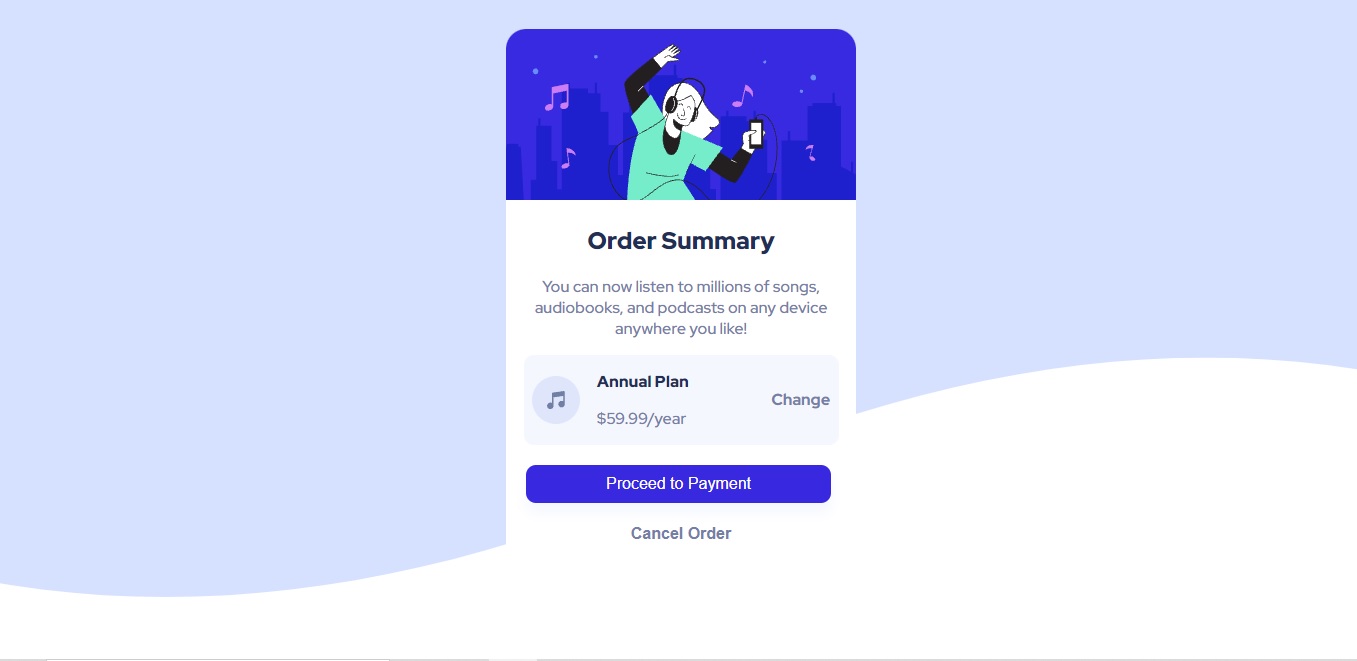 Order Summary
You can now listen to millions of songs,
audiobooks, and podcasts on any device
anywhere you like!
Annual Plan
$59.99/year
Change
Proceed to Payment
Cancel Order